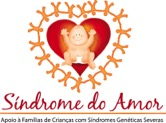 Síndrome do Amor
Apoio à Famílias de Crianças com Síndromes Genéticas Severas